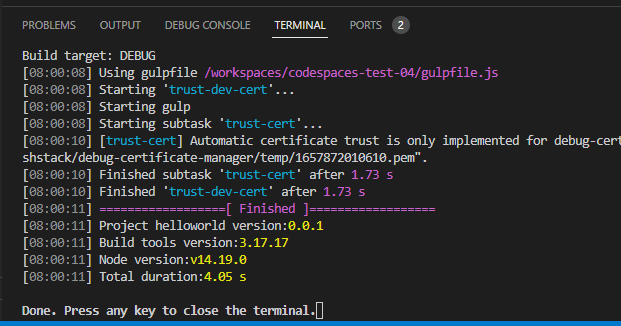 PROBLEMS OUTPUT DEBUG CONSOLE TERMINAL PORTS 2
Build target: DEBUG
[08:00:08] Using gulpfile /workspaces/codespaces-test-04/gulpfile.js
[08:00:08] Starting 'trust-dev-cert'...
[08:00:08] Starting gulp
[08:00:08] Starting subtask 'trust-cert'...
[08:00:10] [trust-cert] Automatic certificate trust is only implemented for debug-cert
shstack/debug-certificate-manager/temp/1657872010610.pem".
[08:00:10] Finished subtask 'trust-cert' after 1.73 s
[08:00:10] Finished 'trust-dev-cert' after 1.73 s
[08:00:11] ==================[ Finished ]==================
[08:00:11] Project helloworld version:0.0.1
[08:00:11] Build tools version:3.17.17
[08:00:11] Node version:v14.19.0
[08:00:11] Total duration:4.05 s
Done. Press any key to close the terminal.